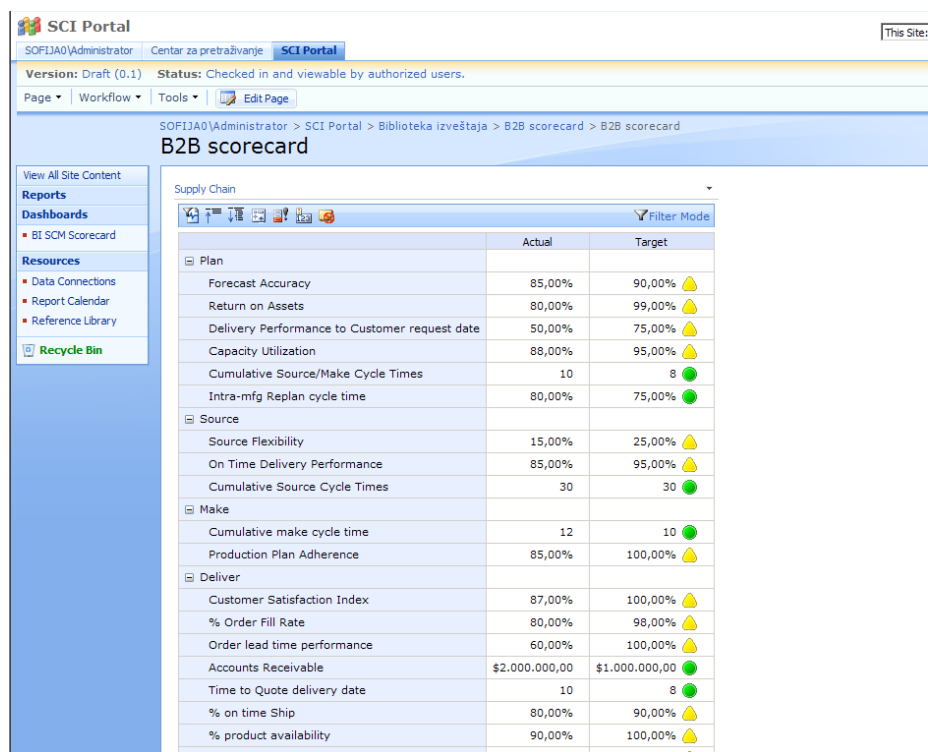 SCI Portal
This Site:
SOFIJA0\Administrator Centar za pretraživanje SCI Portal
Version: Draft (0.1) Status: Checked in and viewable by authorized users.
Page Workflow Tools Edit Page
SOFIJA0\Administrator > SCI Portal > Biblioteka izveštaja > B2B scorecard > B2B scorecard
B2B scorecard
View All Site Content
Reports
Dashboards
BI SCM Scorecard
Resources
Data Connections
Report Calendar
Reference Library
Recycle Bin
Supply Chain
Filter Mode
Actual Target
Plan
Forecast Accuracy 85,00% 90,00%
Return on Assets 80,00% 99,00%
Delivery Performance to Customer request date 50,00% 75,00%
Capacity Utilization 88,00% 95,00%
Cumulative Source/Make Cycle Times 10 8
Intra-mfg Replan cycle time 80,00% 75,00%
Source
Source Flexibility 15,00% 25,00%
On Time Delivery Performance 85,00% 95,00%
Cumulative Source Cycle Times 30 30
Make
Cumulative make cycle time 12 10
Production Plan Adherence 85,00% 100,00%
Deliver
Customer Satisfaction Index 87,00% 100,00%
% Order Fill Rate 80,00% 98,00%
Order lead time performance 60,00% 100,00%
Accounts Receivable $2.000.000,00 $1.000.000,00
Time to Quote delivery date 10 8
% on time Ship 80,00% 90,00%
% product availability 90,00% 100,00%